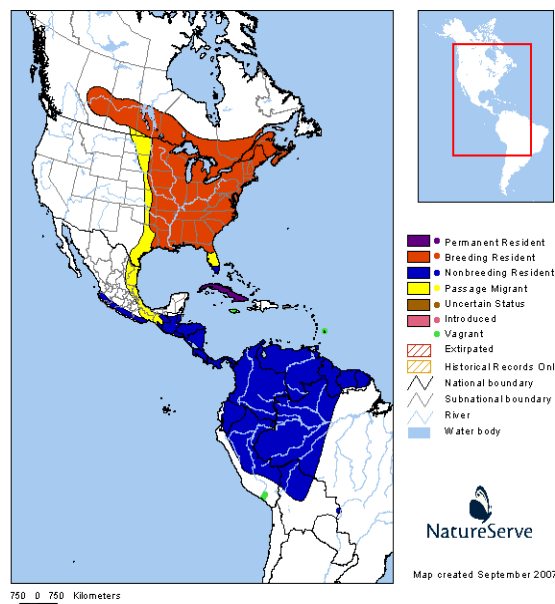 Permanent Resident
Breeding Resident
Nonbreeding Resident
Passage Migrant
Uncertain Status
Introduced
Vagrant
Extirpated
Historical Records Onl
National boundary
Subnational boundary
River
Water body
NatureServe
Map created September 2007
750 0 750 Kilometers